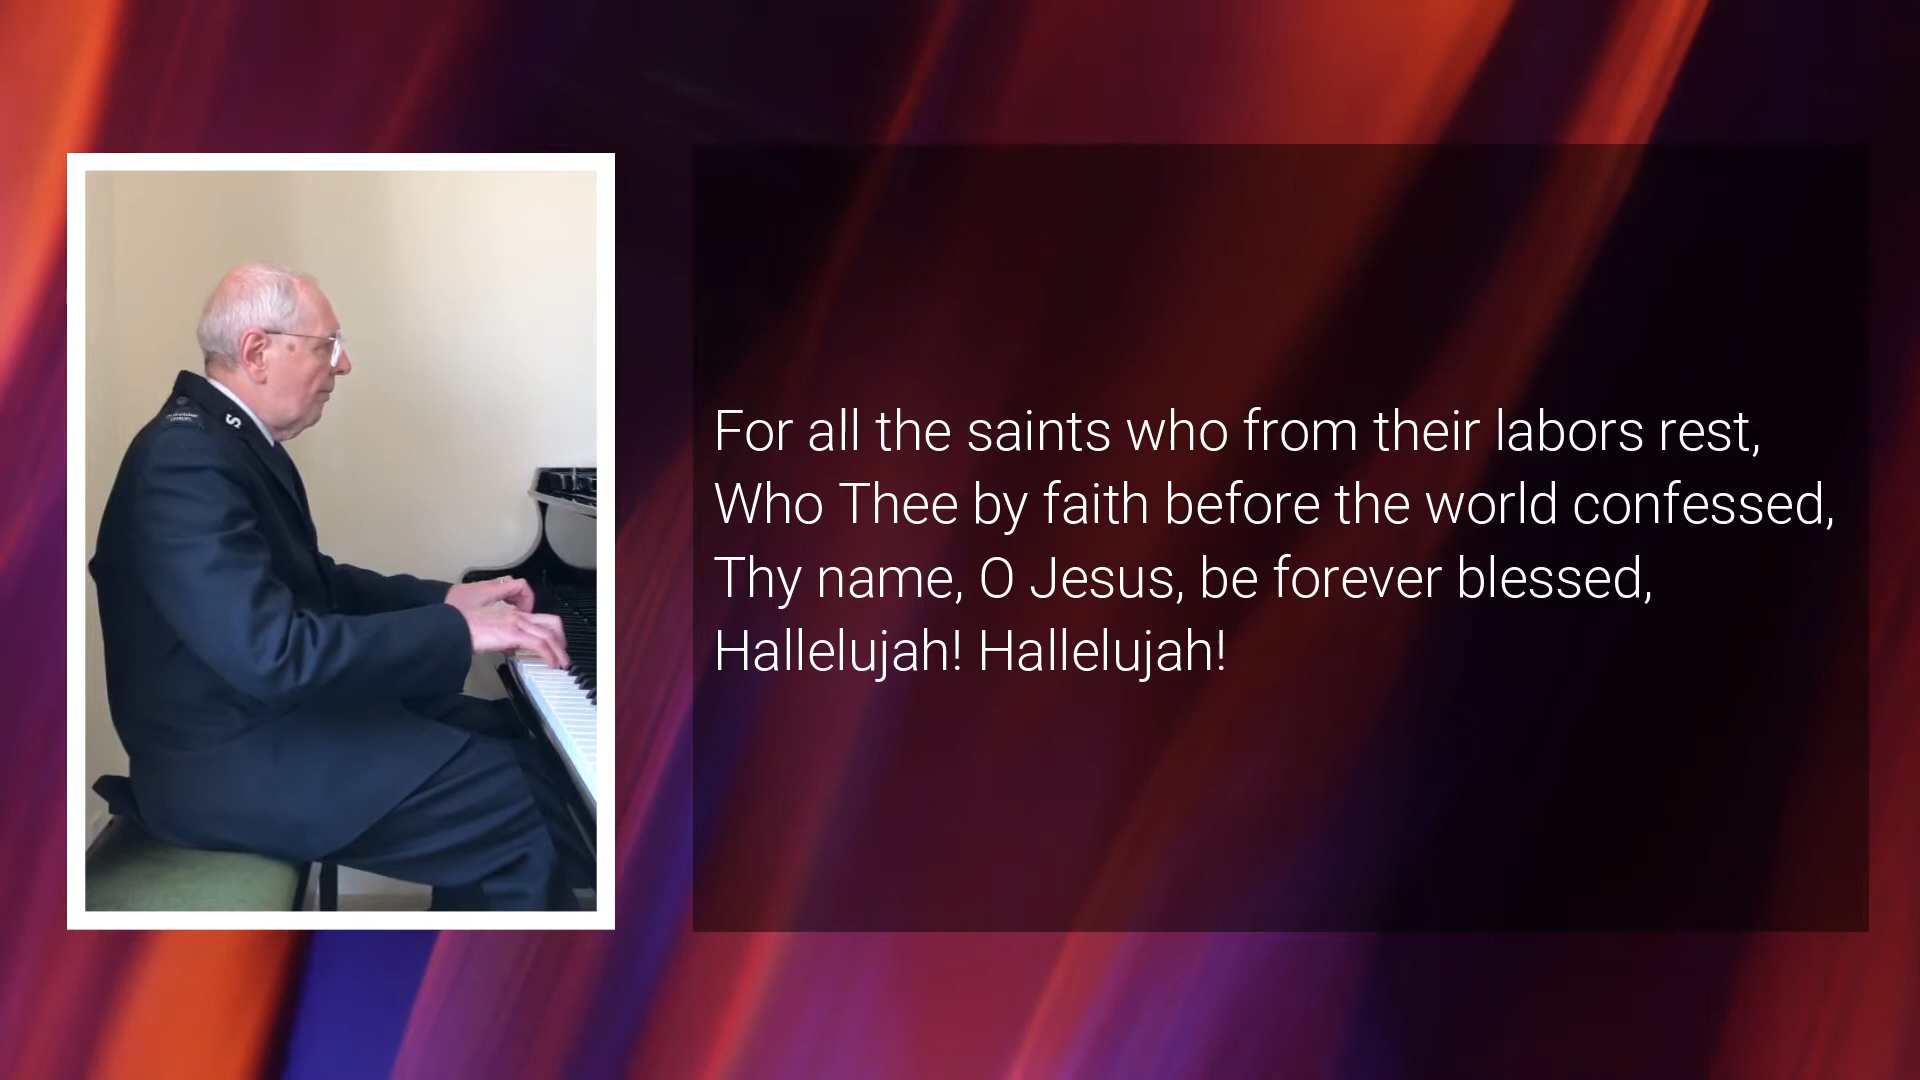 For all the saints who from their labors rest,
Who Thee by faith before the world confessed,
Thy name, O Jesus, be forever blessed,
Hallelujah! Hallelujah!
S